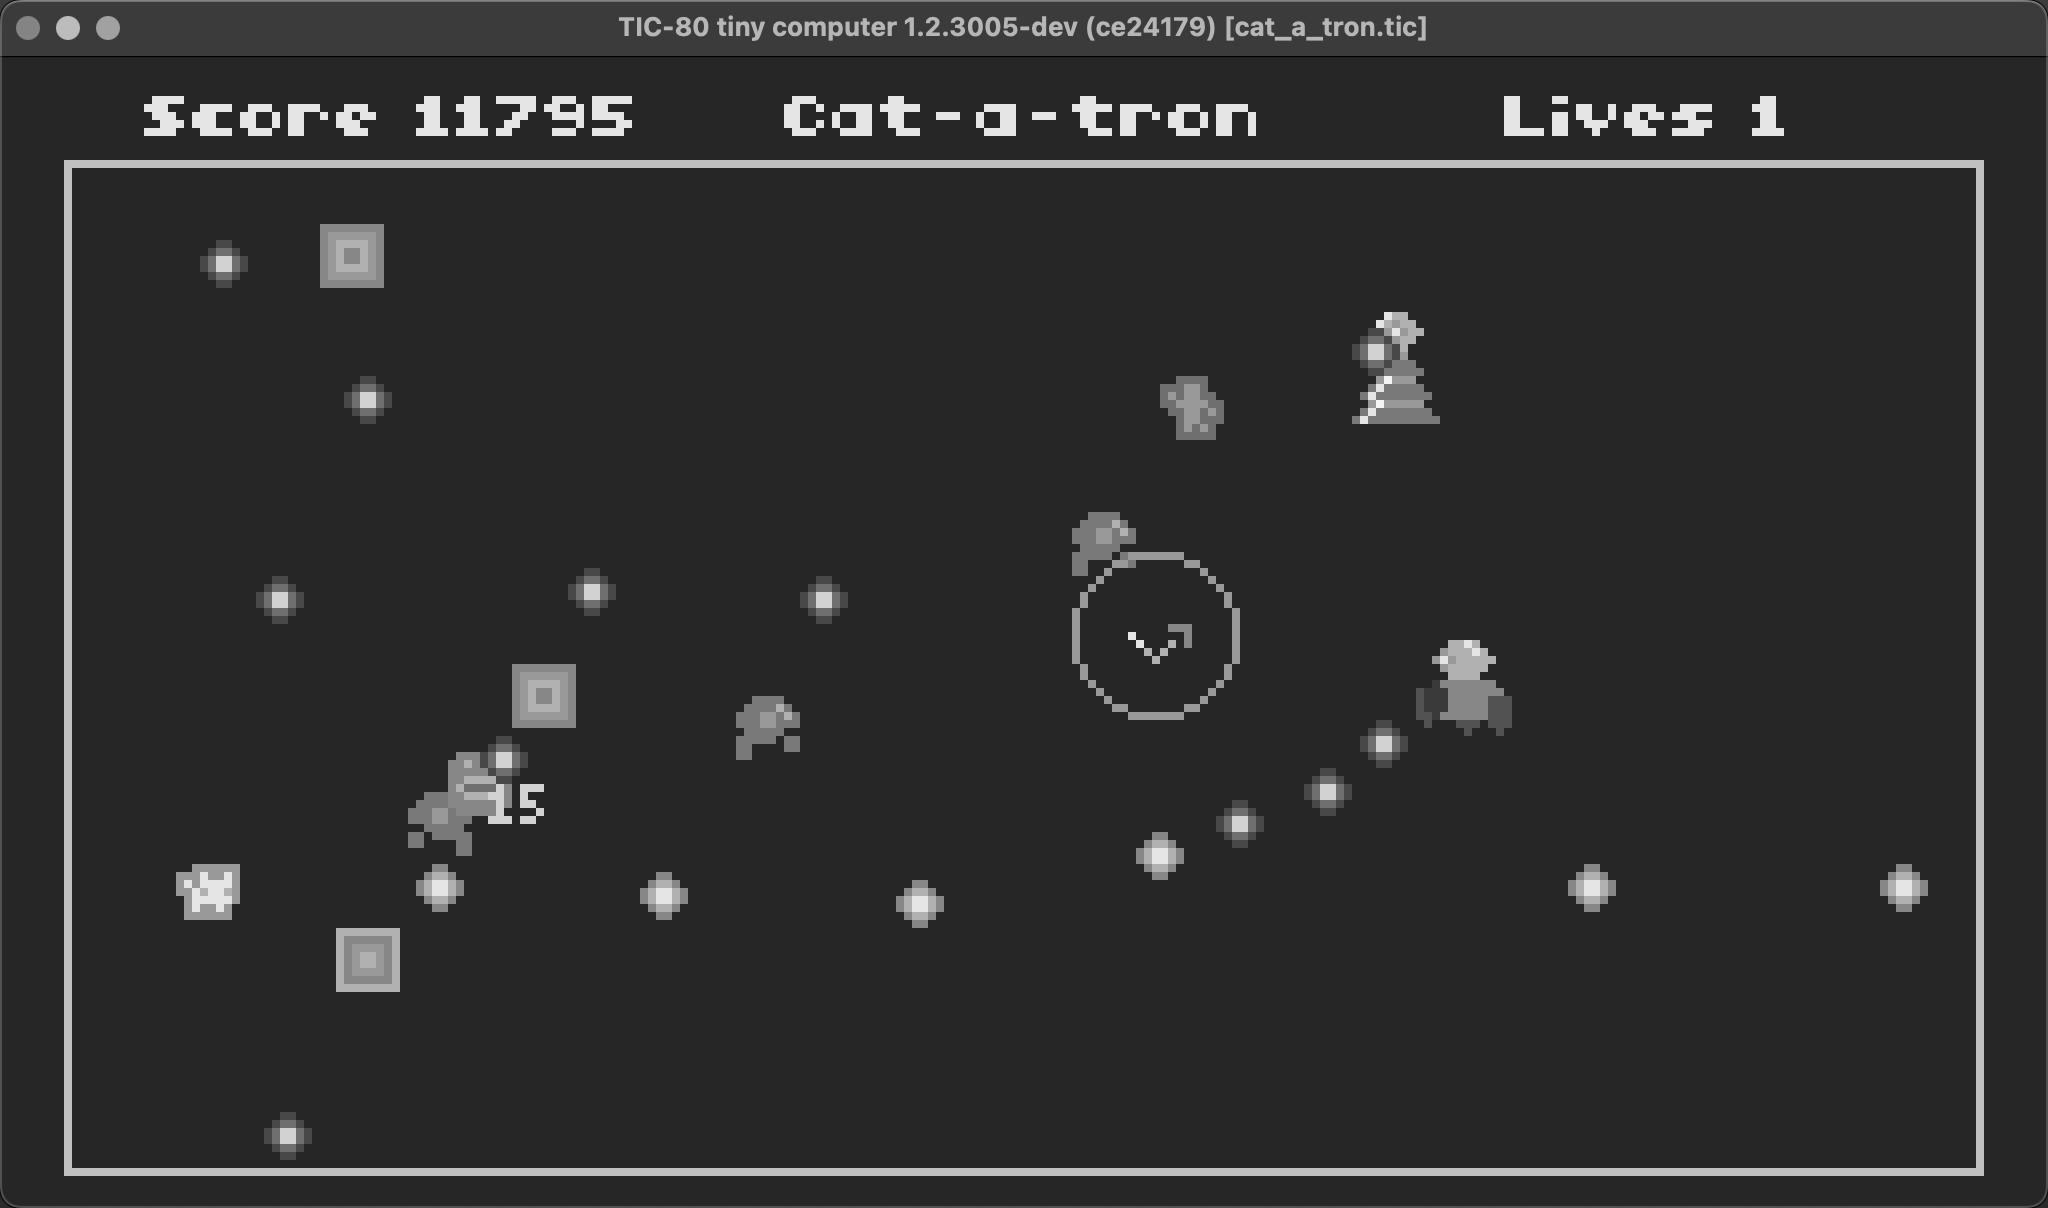 TIC-80 tiny computer 1.2.3005-dev (ce24179) [cat_a_tron.tic]
Score 11795 Cat-a-tron Lives 1
15